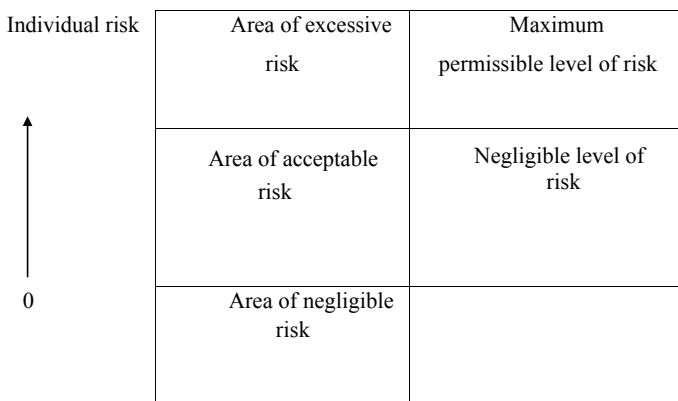 Individual risk
Area of excessive
risk
Maximum
permissible level of risk
Area of acceptable
risk
Negligible level of
risk
0
Area of negligible
risk